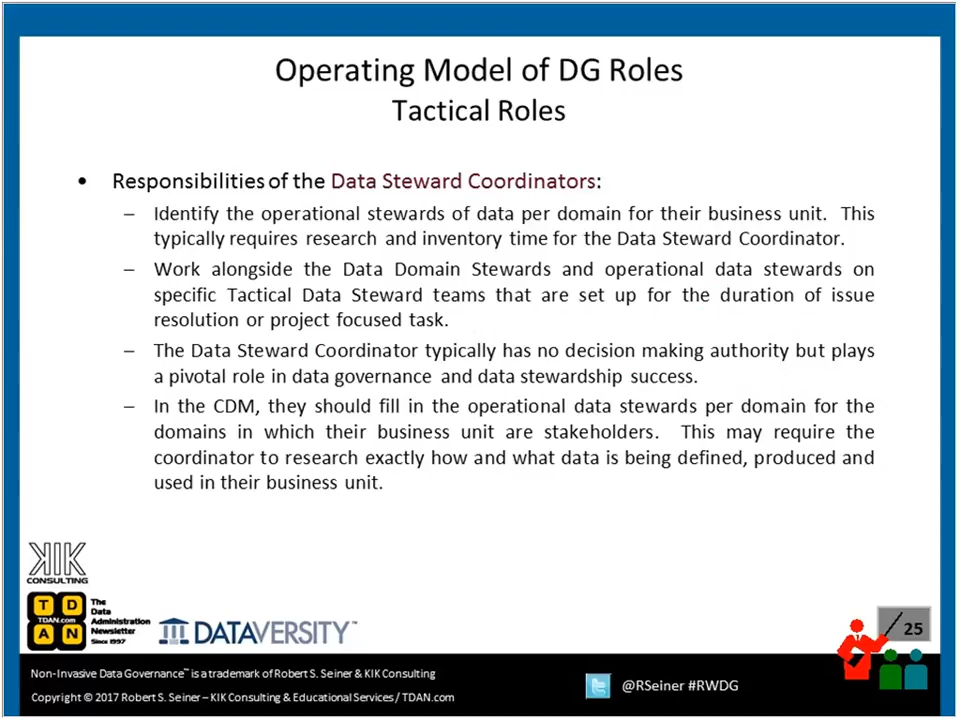 Operating Model of DG Roles
Tactical Roles
• Responsibilities of the Data Steward Coordinators:
– Identify the operational stewards of data per domain for their business unit. This
typically requires research and inventory time for the Data Steward Coordinator.
– Work alongside the Data Domain Stewards and operational data stewards on
specific Tactical Data Steward teams that are set up for the duration of issue
resolution or project focused task.
– The Data Steward Coordinator typically has no decision making authority but plays
a pivotal role in data governance and data stewardship success.
– In the CDM, they should fill in the operational data stewards per domain for the
domains in which their business unit are stakeholders. This may require the
coordinator to research exactly how and what data is being defined, produced and
used in their business unit.
KIK
CONSULTING
T D
TDAN.com
A N
The
Data
Administration
Newsletter
Since 1997
DATAVERSITY™
25
Non-Invasive Data Governance™ is a trademark of Robert S. Seiner & KIK Consulting
Copyright © 2017 Robert S. Seiner – KIK Consulting & Educational Services / TDAN.com
@RSeiner #RWDG